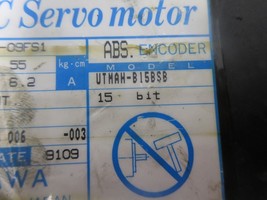 C Servo motor
-09FS1 ABS. ENCODER
55 kg·cm MODEL
6.2 A UTMAH-B15BSB
15 bit
006 -003
ATE 9109
AWA